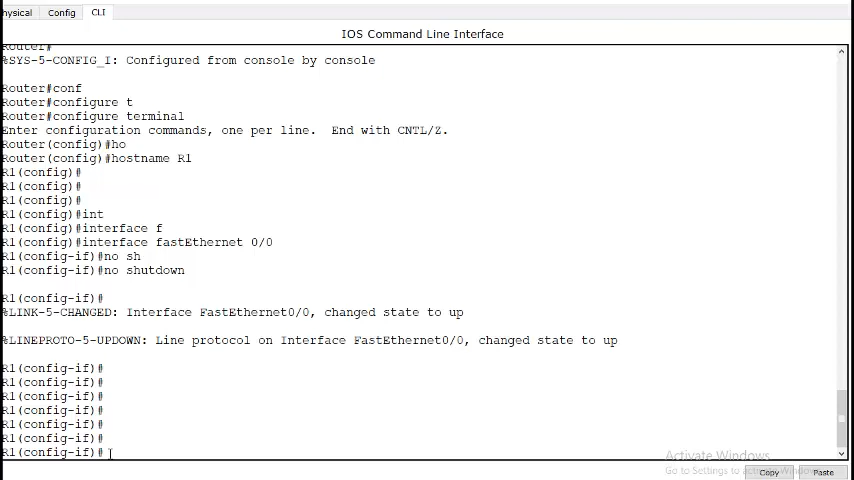 hysical Config CLI
IOS Command Line Interface
Router#
%SYS-5-CONFIG_I: Configured from console by console
Router#conf
Router#configure t
Router#configure terminal
Enter configuration commands, one per line. End with CNTL/Z.
Router(config)#ho
Router(config)#hostname R1
R1(config)#
R1(config)#
R1(config)#
R1(config)#int
R1(config)#interface f
R1(config)#interface fastEthernet 0/0
R1(config-if)#no sh
R1(config-if)#no shutdown
R1(config-if)#
%LINK-5-CHANGED: Interface FastEthernet0/0, changed state to up
%LINEPROTO-5-UPDOWN: Line protocol on Interface FastEthernet0/0, changed state to up
R1(config-if)#
R1(config-if)#
R1(config-if)#
R1(config-if)#
R1(config-if)#
R1(config-if)#
R1(config-if)#
Activate Windows
Go to Settings to activate Windows.
Copy Paste